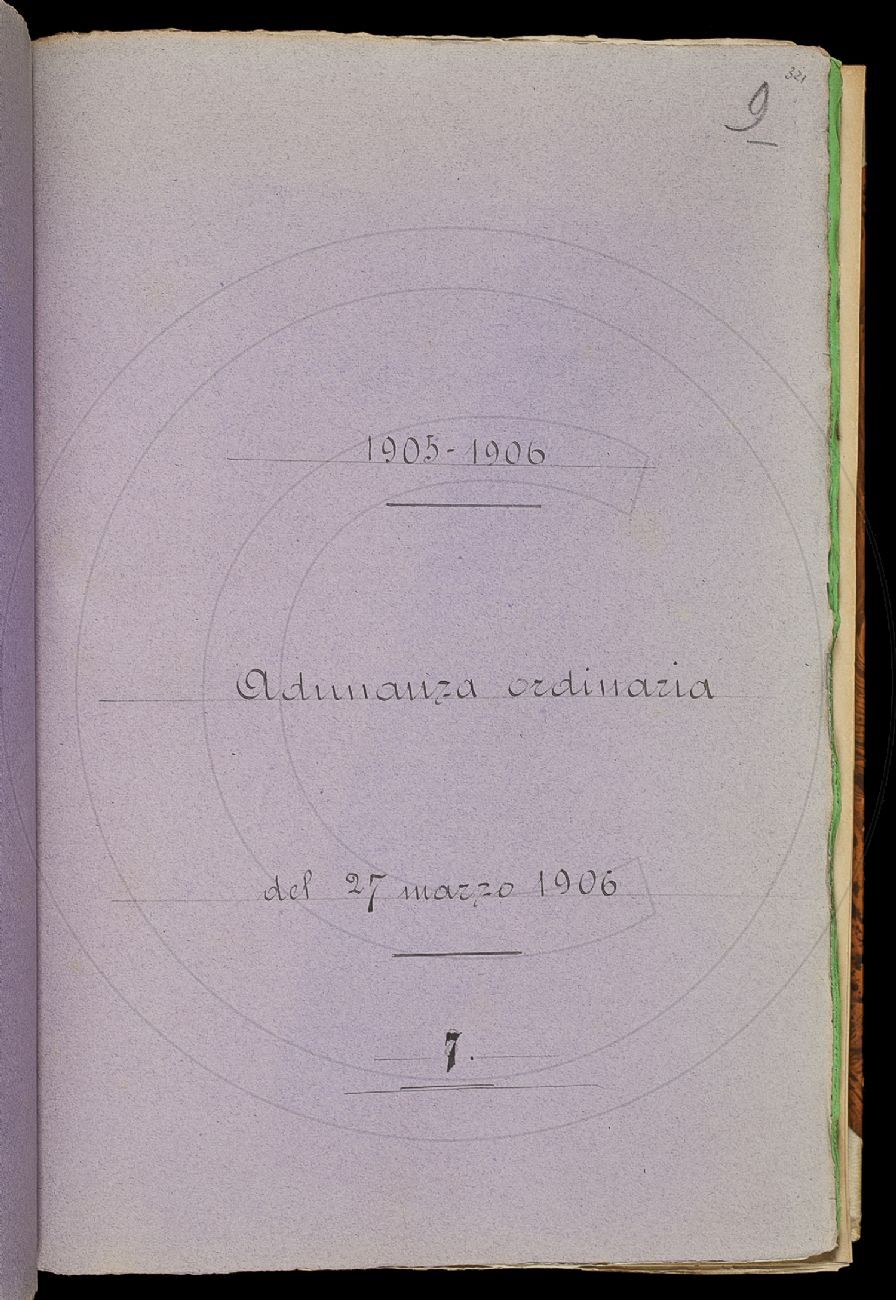 321
9
1905-1906
Adunanza ordinaria
del 27 marzo 1906
7.